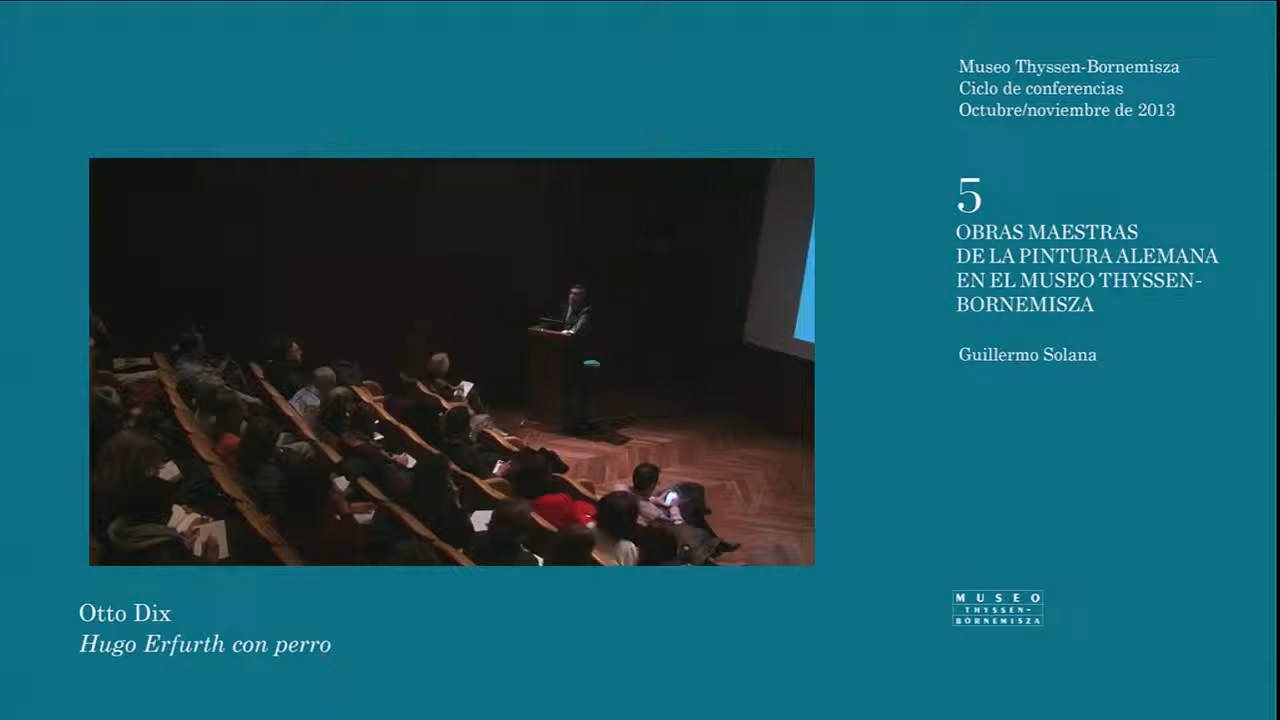 Museo Thyssen-Bornemisza
Ciclo de conferencias
Octubre/noviembre de 2013
5
OBRAS MAESTRAS
DE LA PINTURA ALEMANA
EN EL MUSEO THYSSEN-
BORNEMISZA
Guillermo Solana
MUSEO
THYSSEN-
BORNEMISZA
Otto Dix
Hugo Erfurth con perro